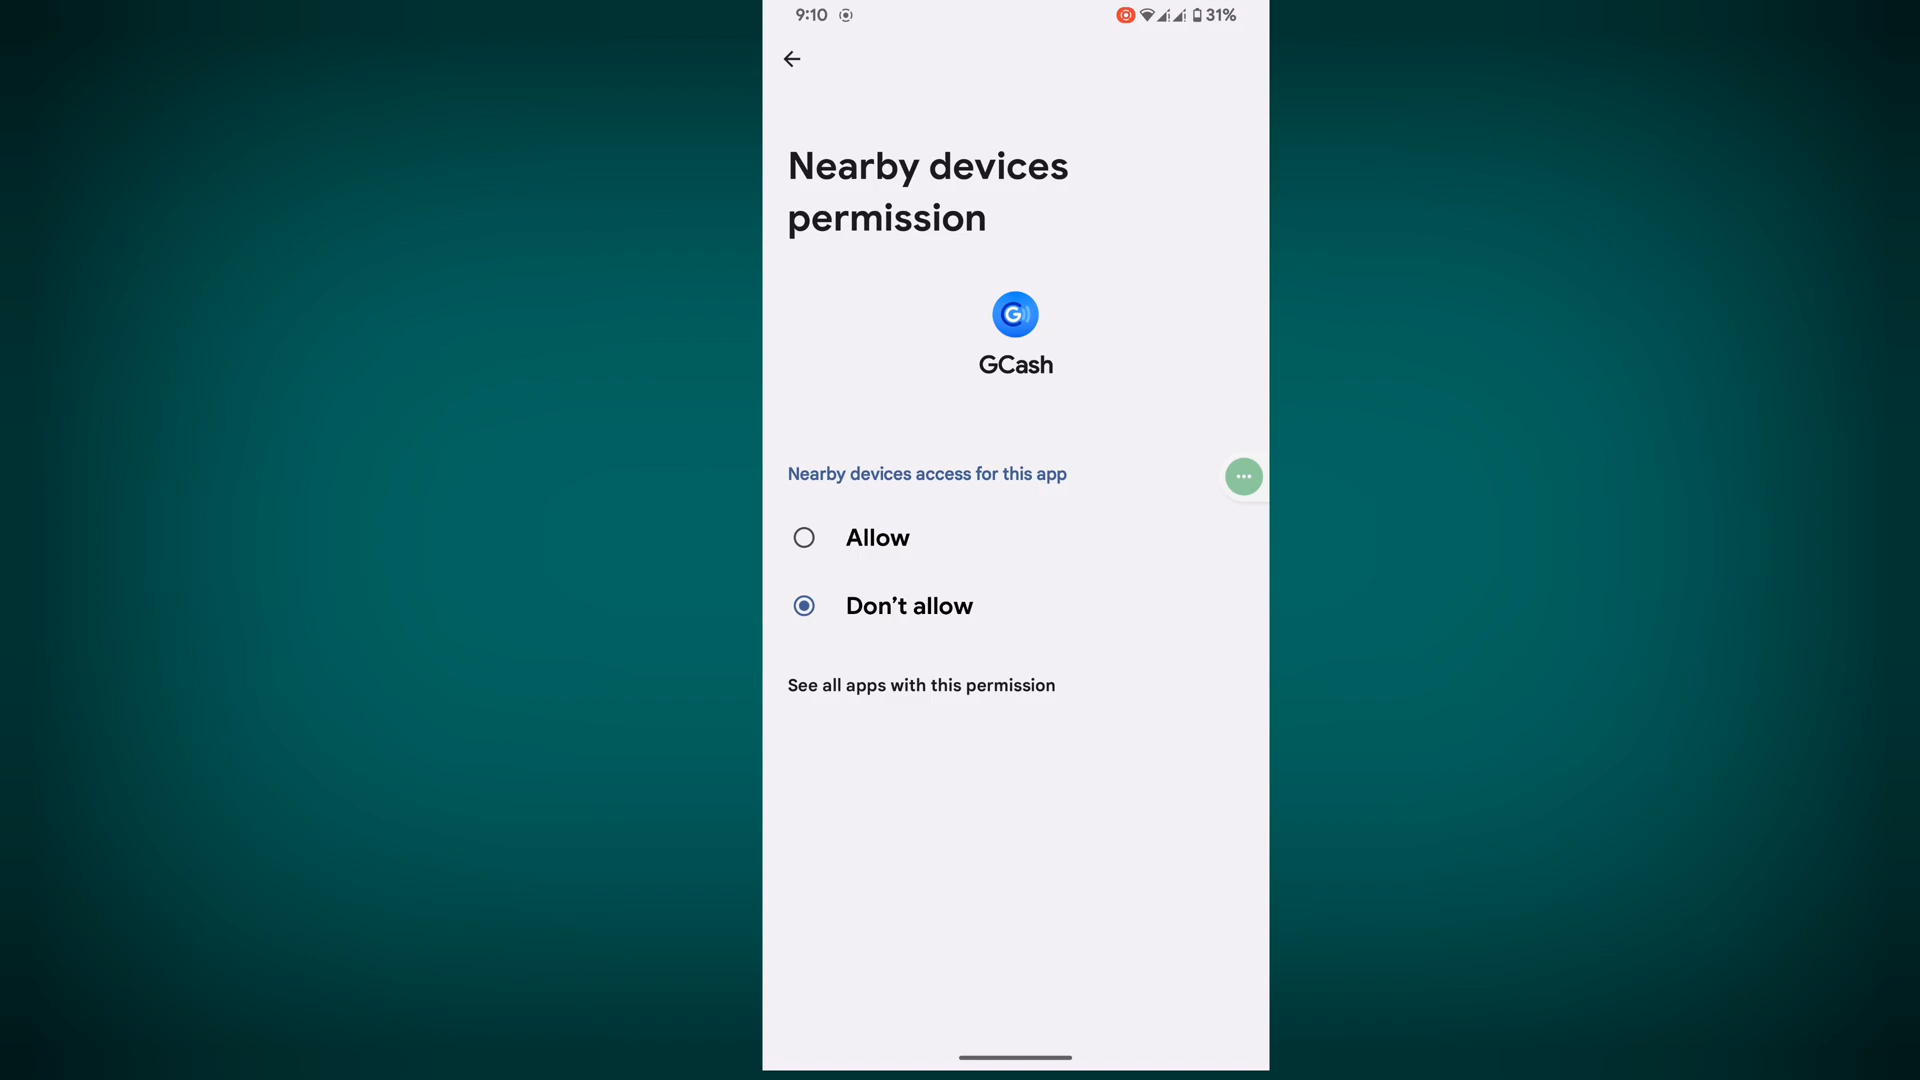 9:10 31%
Nearby devices
permission
G
GCash
Nearby devices access for this app
Allow
Don’t allow
See all apps with this permission